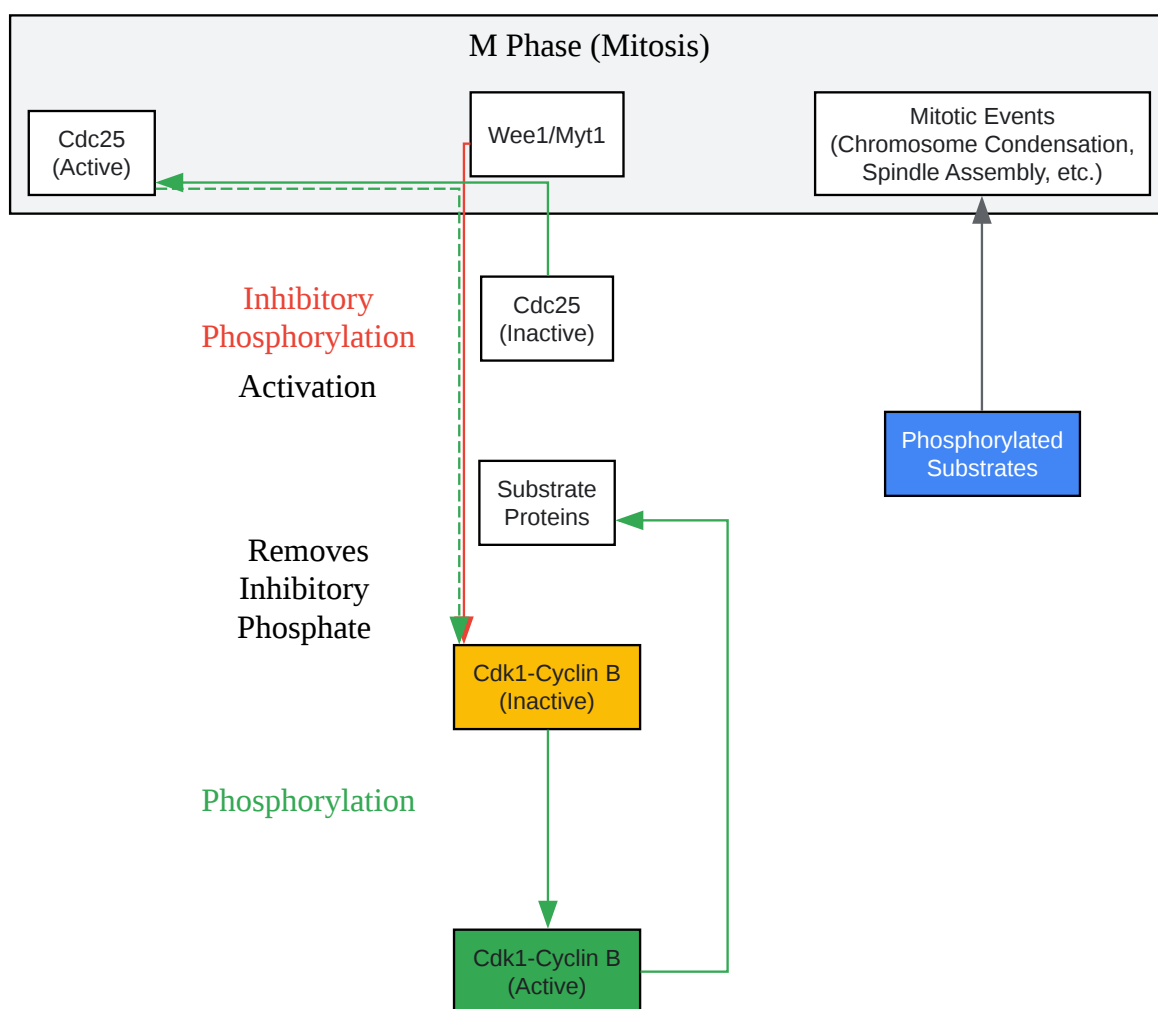 M Phase (Mitosis)
Cdc25
(Active)
Wee1/Myt1
Mitotic Events
(Chromosome Condensation,
Spindle Assembly, etc.)
Inhibitory
Phosphorylation
Activation
Cdc25
(Inactive)
Phosphorylated
Substrates
Substrate
Proteins
Removes
Inhibitory
Phosphate
Cdk1-Cyclin B
(Inactive)
Phosphorylation
Cdk1-Cyclin B
(Active)